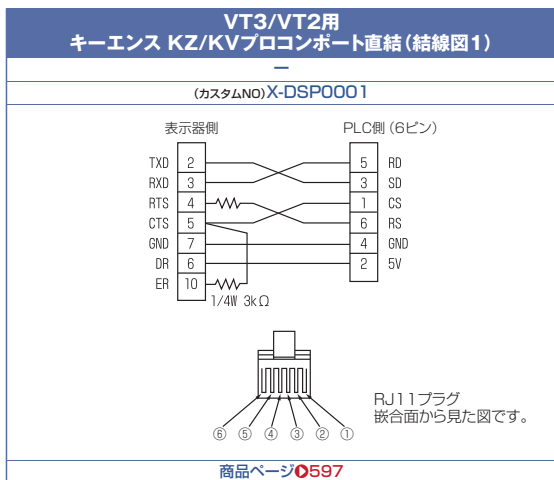 VT3/VT2用
キーエンス KZ/KVプロコンポート直結(結線図1)
ー
(カスタムNO)X-DSP0001
表示器側 PLC側(6ピン)
TXD 2 5 RD
RXD 3 3 SD
RTS 4 1 CS
CTS 5 6 RS
GND 7 4 GND
DR 6 2 5V
ER 10
1/4W 3kΩ
RJ11プラグ
嵌合面から見た図です。
⑥ ⑤ ④ ③ ② ①
商品ページ597